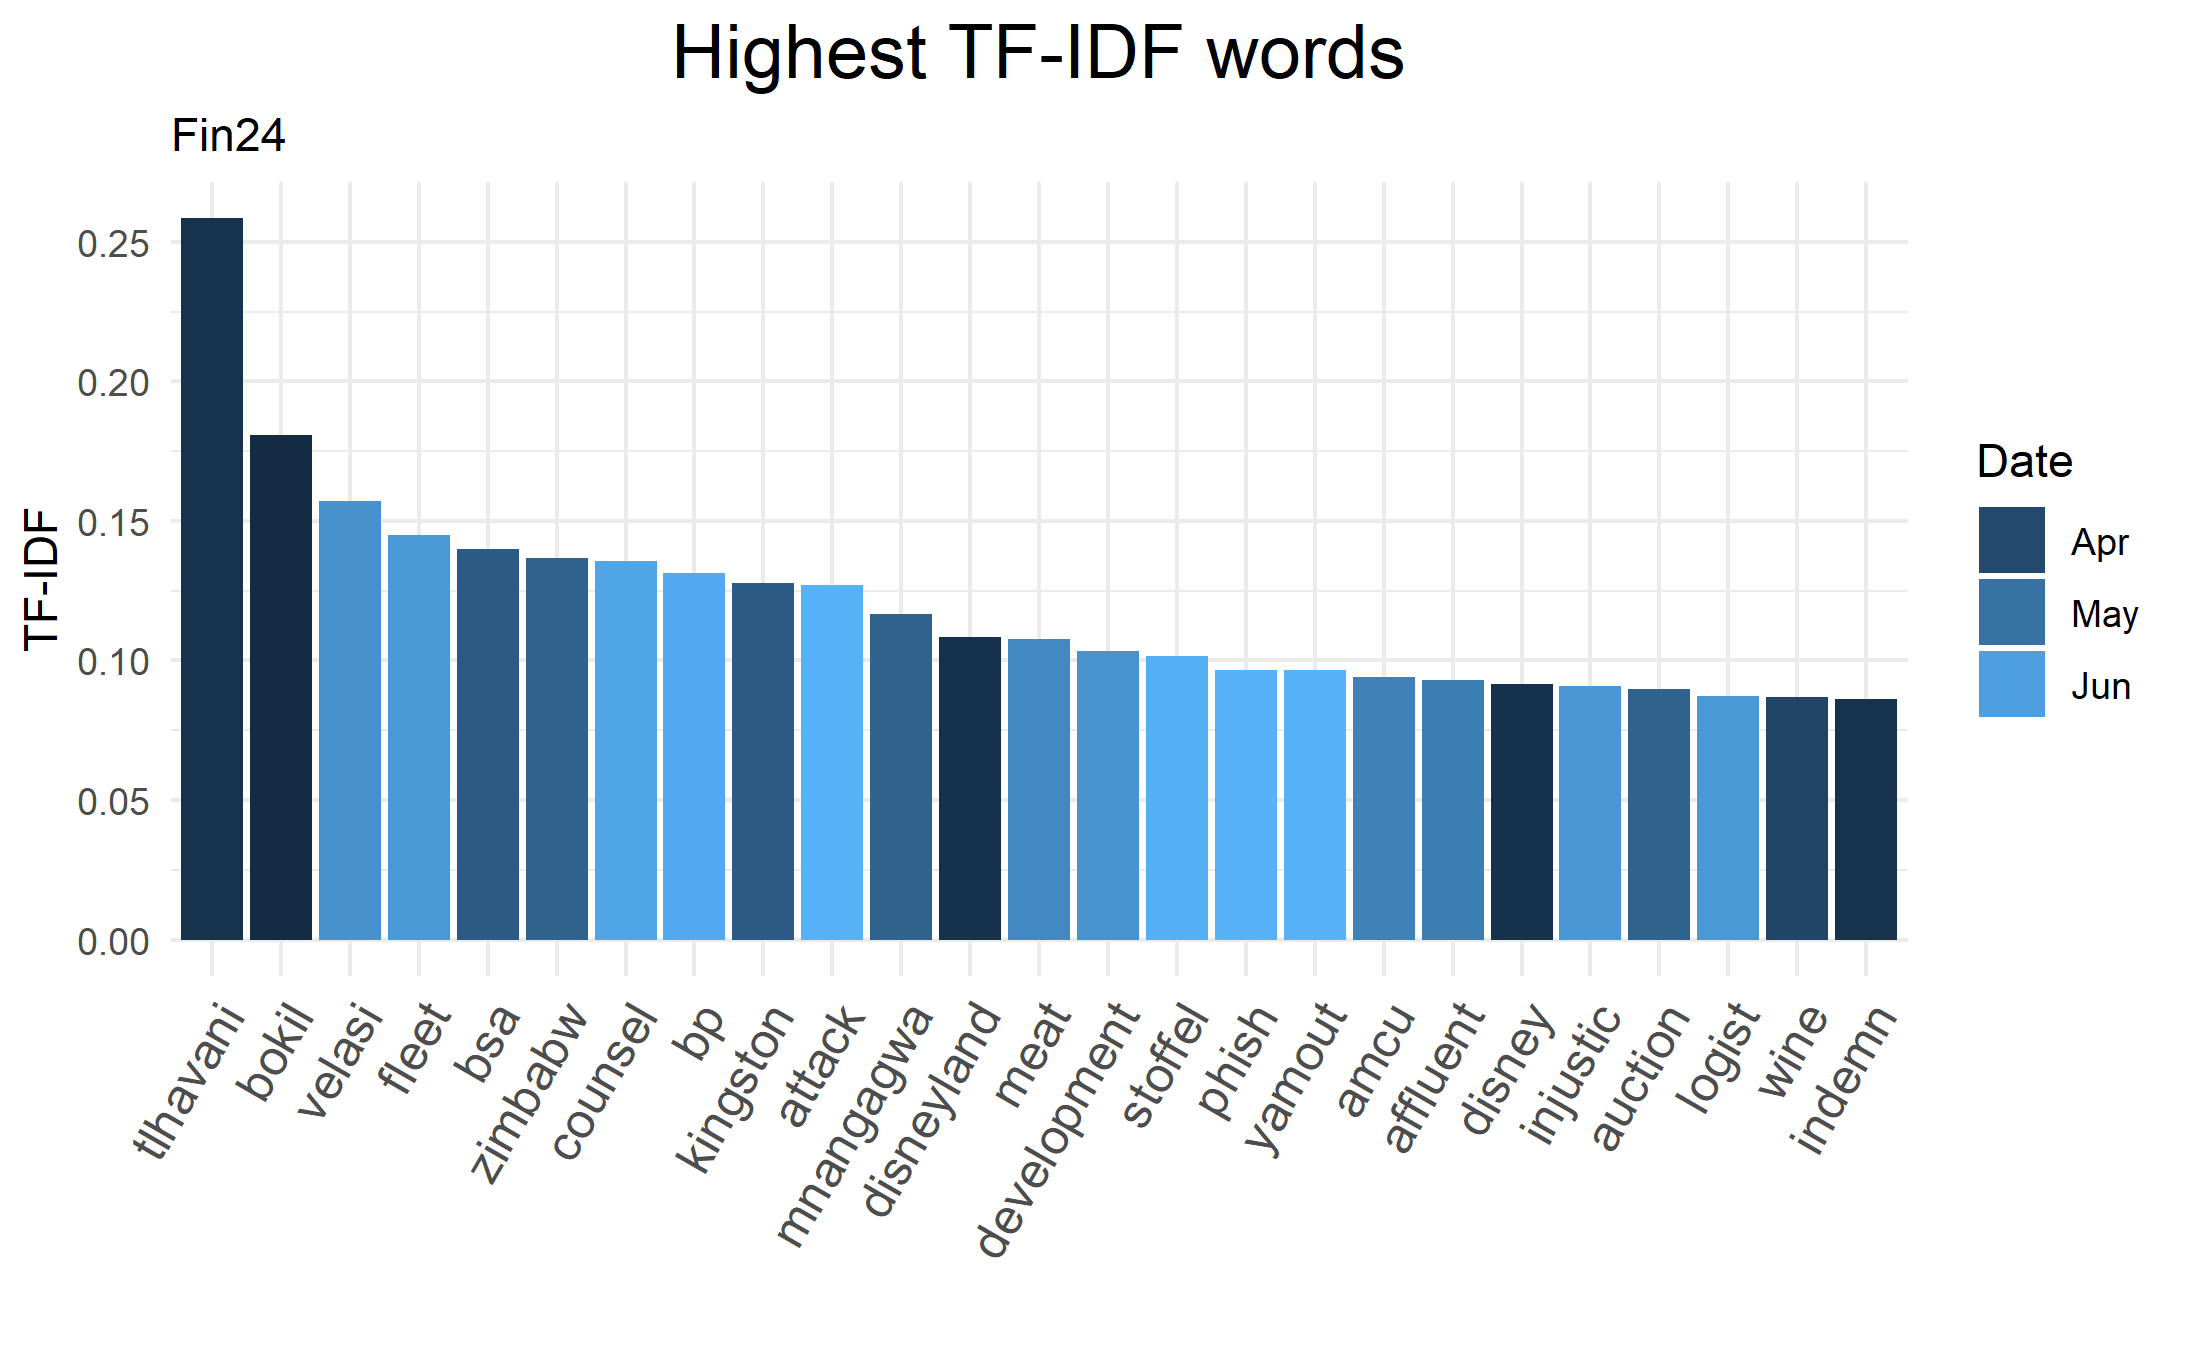 Highest TF-IDF words
Fin24
TF-IDF
0.25
0.20
0.15
0.10
0.05
0.00
tlhavani
bokil
velasi
fleet
bsa
zimbabw
counsel
bp
kingston
attack
mnangagwa
disneyland
meat
development
stoffel
phish
yamout
amcu
affluent
disney
injustic
auction
logist
wine
indemn
Date
Apr
May
Jun